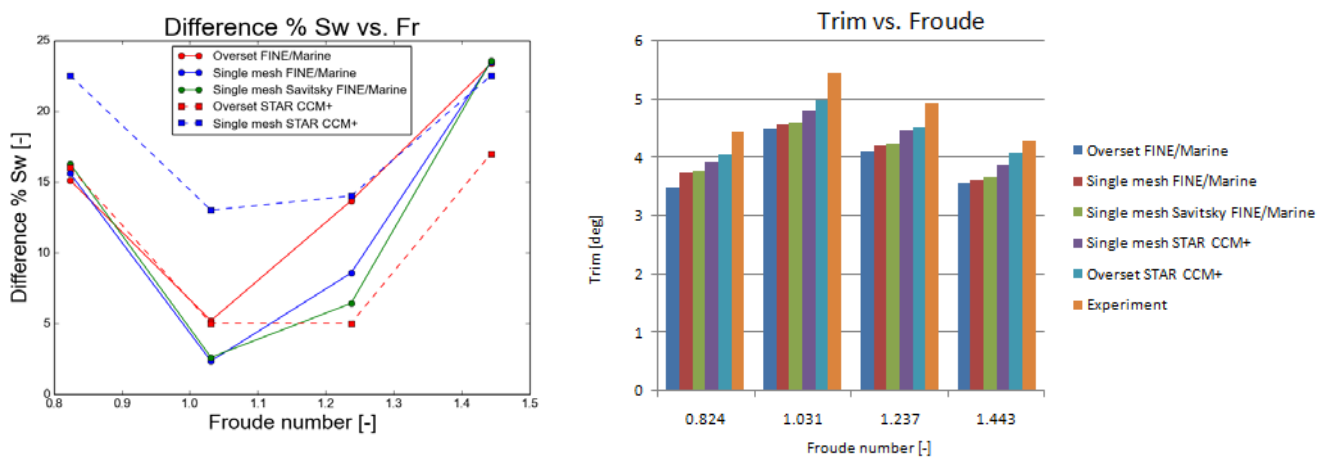 Difference % Sw vs. Fr
25
20
15
10
5
0
Difference % Sw [-]
Overset FINE/Marine
Single mesh FINE/Marine
Single mesh Savitsky FINE/Marine
Overset STAR CCM+
Single mesh STAR CCM+
0.8 0.9 1.0 1.1 1.2 1.3 1.4 1.5
Froude number [-]
Trim vs. Froude
6
5
4
3
2
1
0
Trim [deg]
0.824 1.031 1.237 1.443
Froude number [-]
Overset FINE/Marine
Single mesh FINE/Marine
Single mesh Savitsky FINE/Marine
Single mesh STAR CCM+
Overset STAR CCM+
Experiment